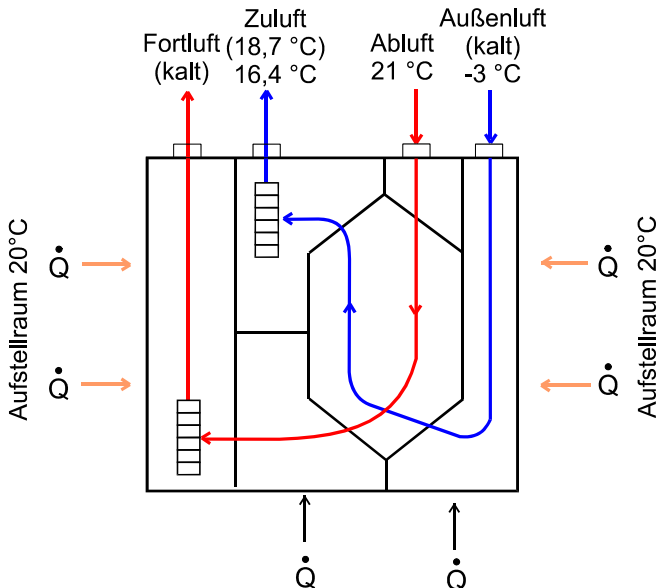 Zuluft
(18,7 °C)
16,4 °C
Fortluft
(kalt)
Abluft
21 °C
Außenluft
(kalt)
-3 °C
Aufstellraum 20°C
Q̇
Q̇
Q̇
Q̇
Aufstellraum 20°C
Q̇
Q̇